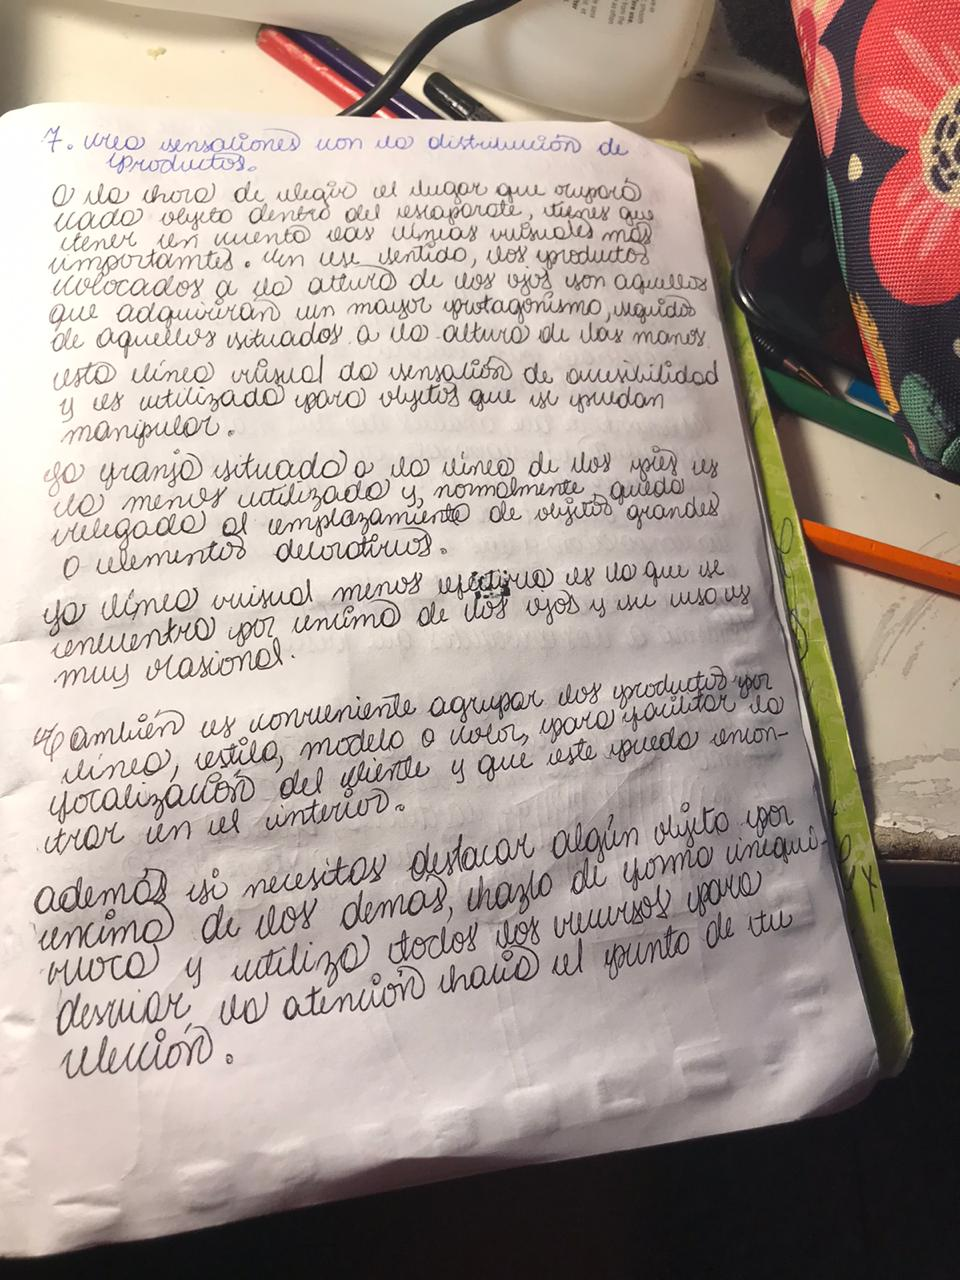 7. crea sensaciones con la distribución de
productos.
A la hora de elegir el lugar que ocupará
cada objeto dentro del escaparate, tienes que
tener en cuenta las líneas visuales más
importantes. En ese sentido, los productos
colocados a la altura de los ojos son aquellos
que adquirirán un mayor protagonismo, seguidos
de aquellos situados a la altura de las manos.
esta línea visual da sensación de accesibilidad
y es utilizada para objetos que se puedan
manipular.
La franja situada a la línea de los pies es
la menos utilizada y, normalmente, queda
relegada al emplazamiento de objetos grandes
o elementos decorativos.
La línea visual menos efectiva es la que se
encuentra por encima de los ojos y su uso es
muy ocasional.
También es conveniente agrupar los productos por
línea, estilo, modelo o color, para facilitar la
focalización del cliente y que este pueda encon-
trar en el interior.
además si necesitas destacar algún objeto por
encima de los demas, hazlo de forma inequí-
voca y utiliza todos los recursos para
desviar la atención hacia el punto de tu
elección.